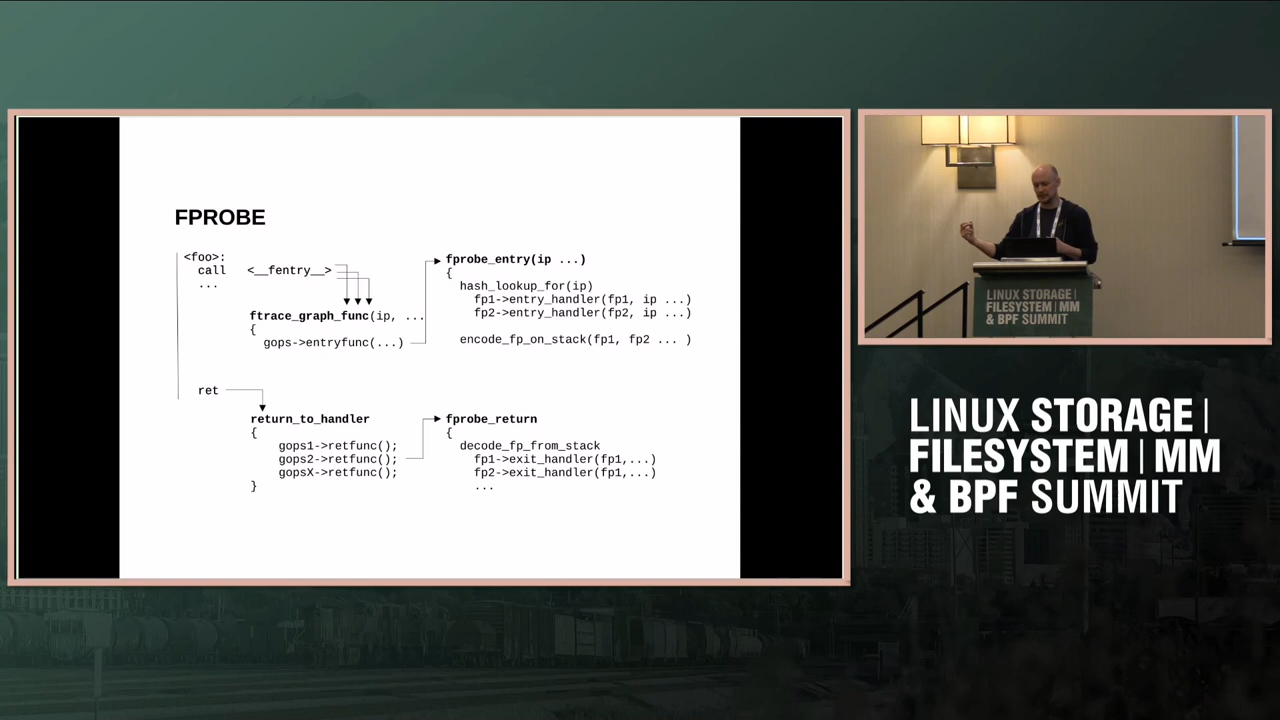 FPROBE
<foo>:
call <__fentry__>
...
ftrace_graph_func(ip, ...
{
gops->entryfunc(...)
ret
return_to_handler
{
gops1->retfunc();
gops2->retfunc();
gopsX->retfunc();
}
fprobe_entry(ip ...)
{
hash_lookup_for(ip)
fp1->entry_handler(fp1, ip ...)
fp2->entry_handler(fp2, ip ...)
encode_fp_on_stack(fp1, fp2 ... )
fprobe_return
{
decode_fp_from_stack
fp1->exit_handler(fp1,...)
fp2->exit_handler(fp1,...)
...
LINUX STORAGE |
FILESYSTEM | MM
& BPF SUMMIT
LINUX STORAGE |
FILESYSTEM | MM
& BPF SUMMIT